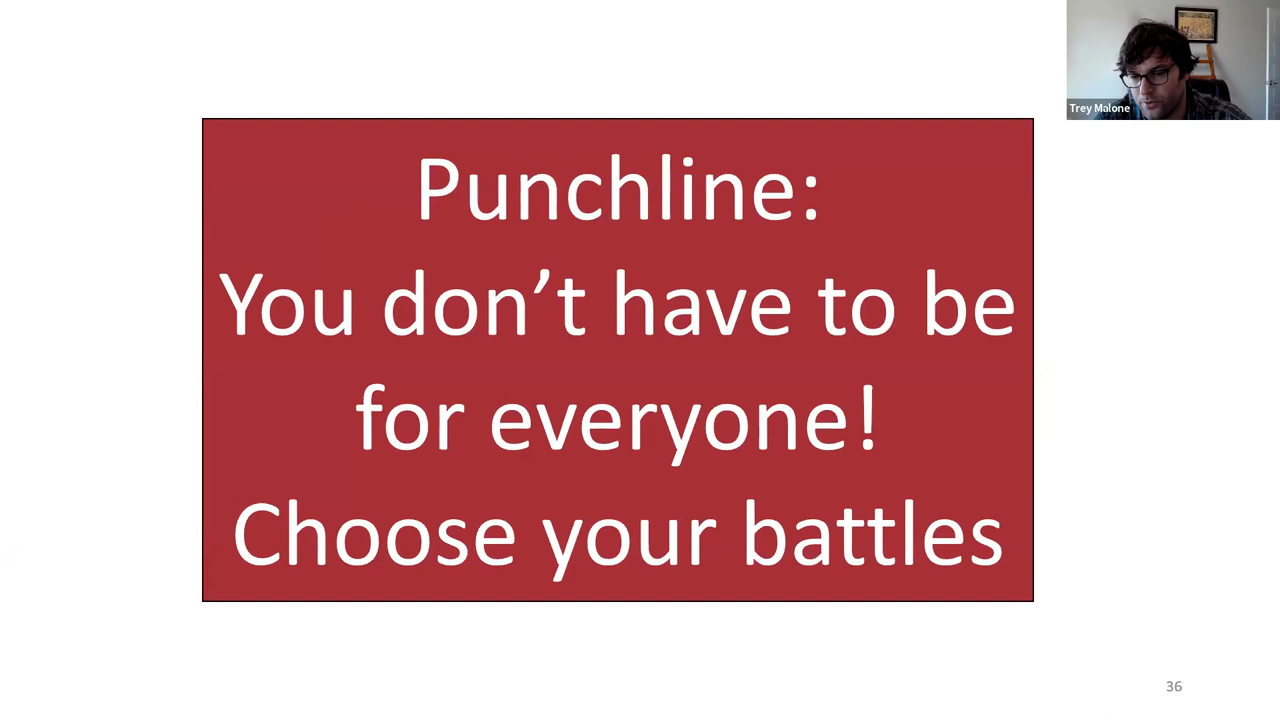 Trey Malone
Punchline:
You don’t have to be
for everyone!
Choose your battles
36